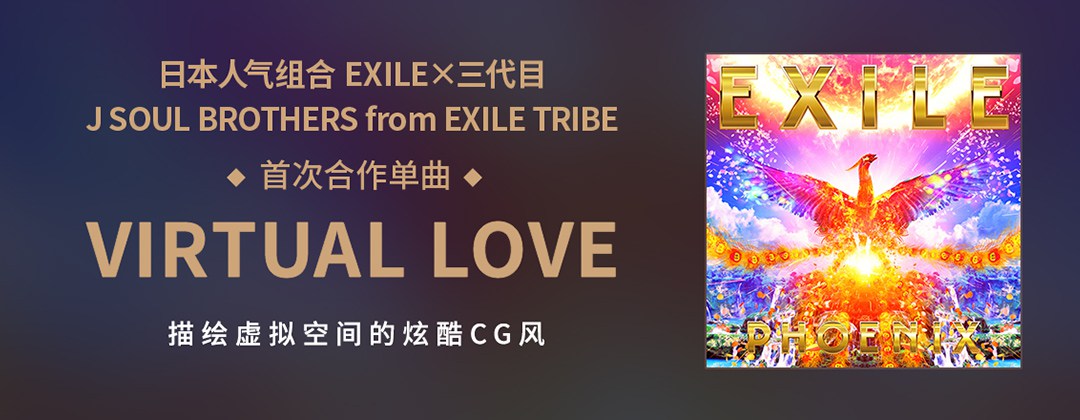 日本人气组合 EXILE×三代目
J SOUL BROTHERS from EXILE TRIBE
◆ 首次合作单曲 ◆
VIRTUAL LOVE
描绘虚拟空间的炫酷CG风
EXILE
PHOENIX